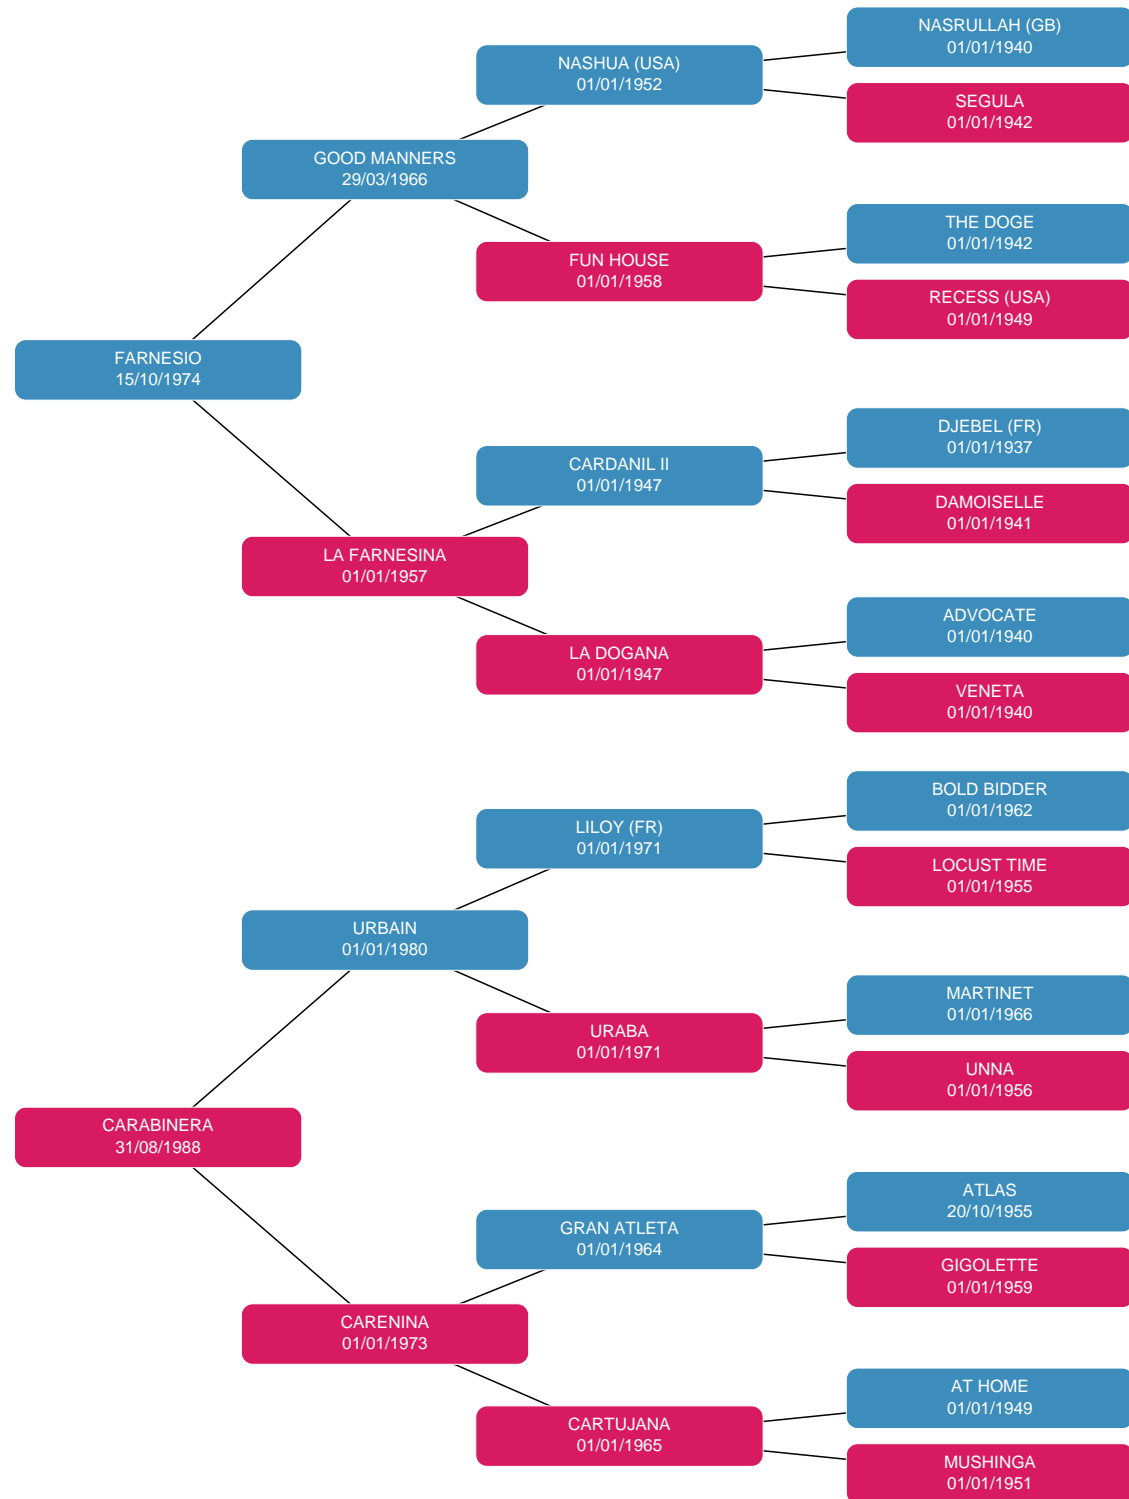 NASRULLAH (GB)
01/01/1940
NASHUA (USA)
01/01/1952
SEGULA
01/01/1942
GOOD MANNERS
29/03/1966
THE DOGE
01/01/1942
FUN HOUSE
01/01/1958
RECESS (USA)
01/01/1949
FARNESIO
15/10/1974
DJEBEL (FR)
01/01/1937
CARDANIL II
01/01/1947
DAMOISELLE
01/01/1941
LA FARNESINA
01/01/1957
ADVOCATE
01/01/1940
LA DOGANA
01/01/1947
VENETA
01/01/1940
BOLD BIDDER
01/01/1962
LILOY (FR)
01/01/1971
LOCUST TIME
01/01/1955
URBAIN
01/01/1980
MARTINET
01/01/1966
URABA
01/01/1971
UNNA
01/01/1956
CARABINERA
31/08/1988
ATLAS
20/10/1955
GRAN ATLETA
01/01/1964
GIGOLETTE
01/01/1959
CARENINA
01/01/1973
AT HOME
01/01/1949
CARTUJANA
01/01/1965
MUSHINGA
01/01/1951